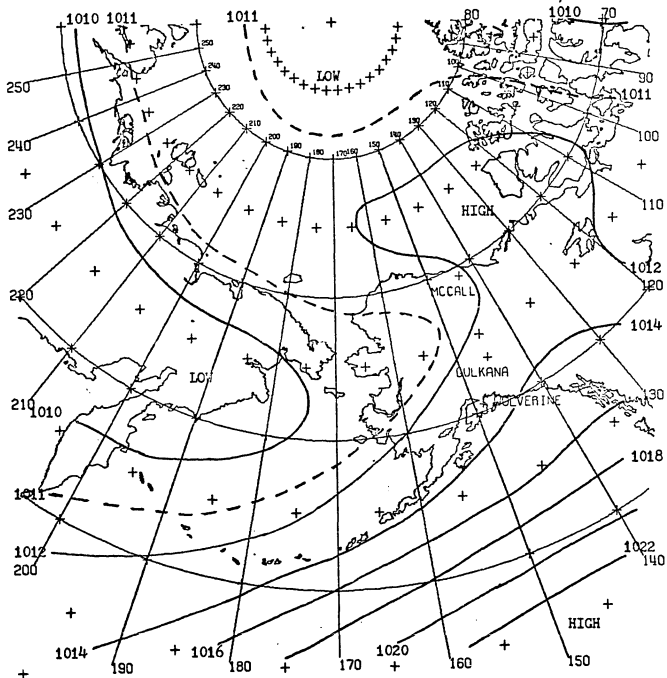 1010 1011 1011 80 1010 70
LOW
250 250 100 90
240 240 110 1011
230 120
220 130 100
240 210 140
200 190 180 170 160 150
230 HIGH 110
1012
220 MCCALL 120
1014
LOW GULKANA
210 1010 WOLVERINE 130
1018
1011
1012 1022
200 140
HIGH
1014 1016 1020
190 180 170 160 150